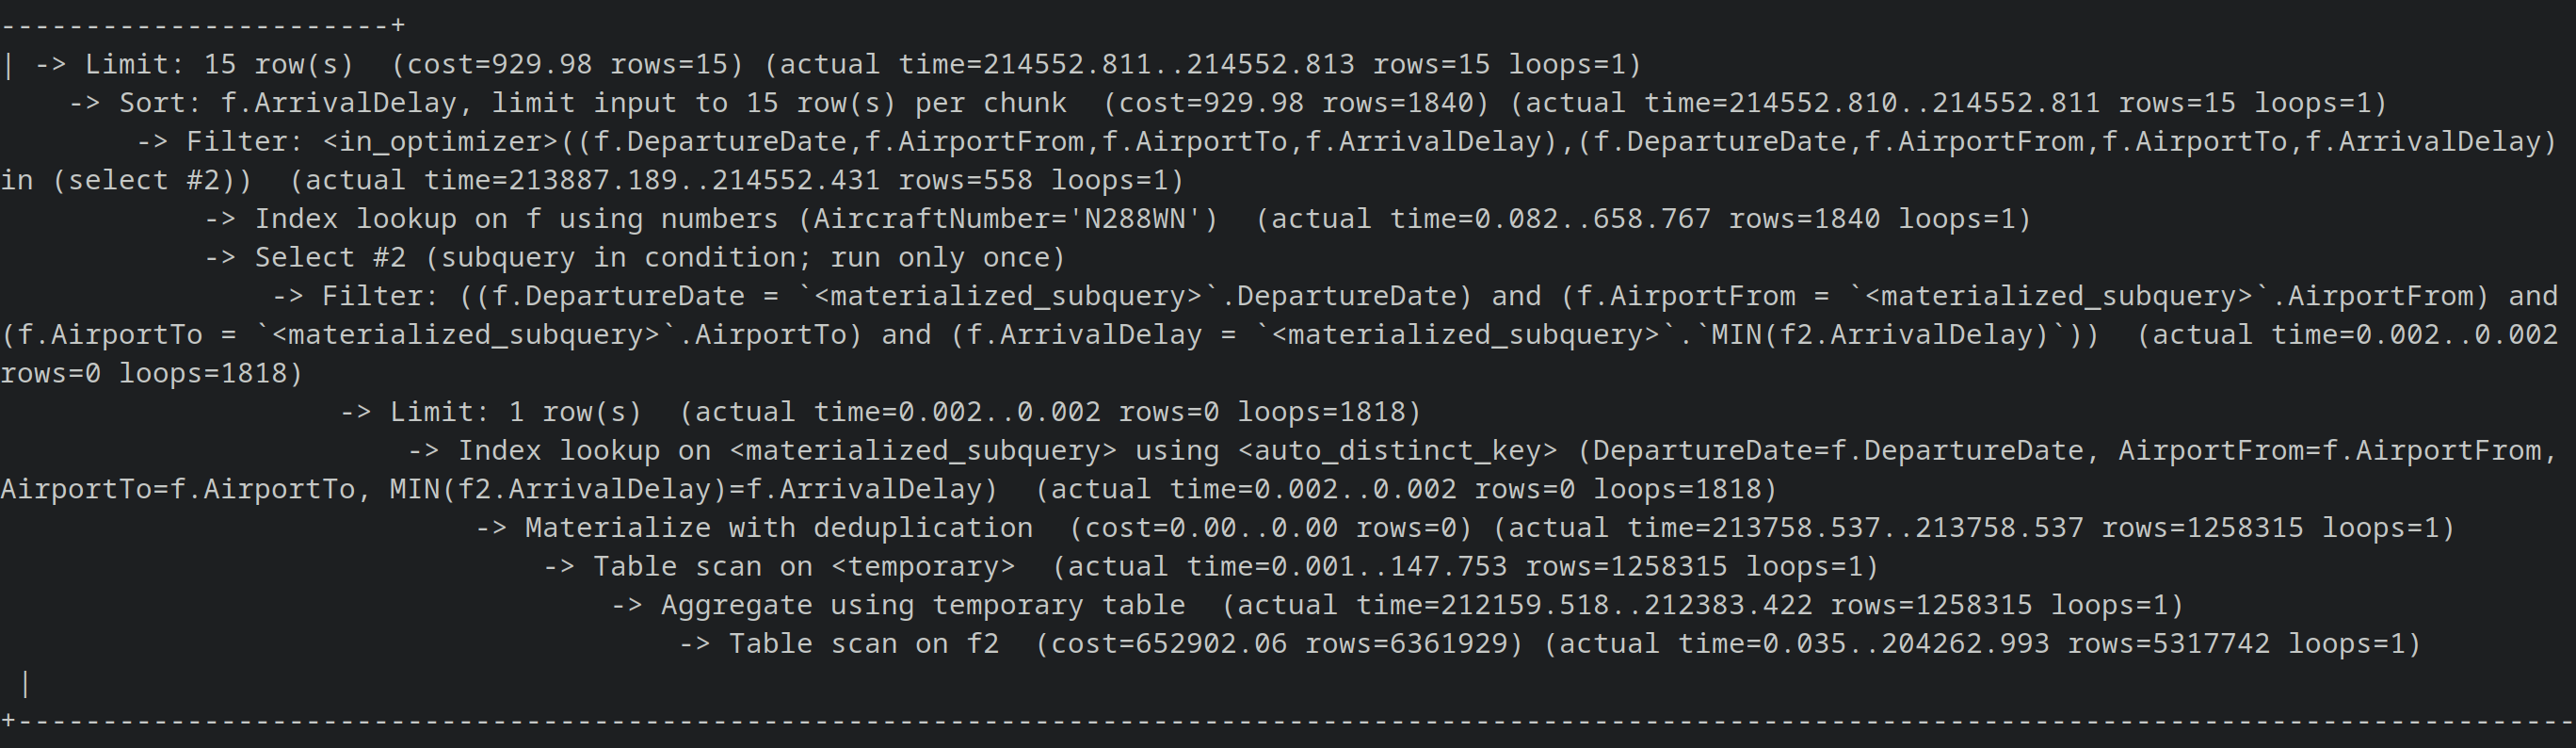 -----------------------+
| -> Limit: 15 row(s)  (cost=929.98 rows=15) (actual time=214552.811..214552.813 rows=15 loops=1)
    -> Sort: f.ArrivalDelay, limit input to 15 row(s) per chunk  (cost=929.98 rows=1840) (actual time=214552.810..214552.811 rows=15 loops=1)
        -> Filter: <in_optimizer>((f.DepartureDate,f.AirportFrom,f.AirportTo,f.ArrivalDelay),(f.DepartureDate,f.AirportFrom,f.AirportTo,f.ArrivalDelay)
in (select #2))  (actual time=213887.189..214552.431 rows=558 loops=1)
            -> Index lookup on f using numbers (AircraftNumber='N288WN')  (actual time=0.082..658.767 rows=1840 loops=1)
            -> Select #2 (subquery in condition; run only once)
                -> Filter: ((f.DepartureDate = `<materialized_subquery>`.DepartureDate) and (f.AirportFrom = `<materialized_subquery>`.AirportFrom) and
(f.AirportTo = `<materialized_subquery>`.AirportTo) and (f.ArrivalDelay = `<materialized_subquery>`.`MIN(f2.ArrivalDelay)`))  (actual time=0.002..0.002
rows=0 loops=1818)
                    -> Limit: 1 row(s)  (actual time=0.002..0.002 rows=0 loops=1818)
                        -> Index lookup on <materialized_subquery> using <auto_distinct_key> (DepartureDate=f.DepartureDate, AirportFrom=f.AirportFrom,
AirportTo=f.AirportTo, MIN(f2.ArrivalDelay)=f.ArrivalDelay)  (actual time=0.002..0.002 rows=0 loops=1818)
                            -> Materialize with deduplication  (cost=0.00..0.00 rows=0) (actual time=213758.537..213758.537 rows=1258315 loops=1)
                                -> Table scan on <temporary>  (actual time=0.001..147.753 rows=1258315 loops=1)
                                    -> Aggregate using temporary table  (actual time=212159.518..212383.422 rows=1258315 loops=1)
                                        -> Table scan on f2  (cost=652902.06 rows=6361929) (actual time=0.035..204262.993 rows=5317742 loops=1)
 |
+--------------------------------------------------------------------------------------------------------------------------------------------------------